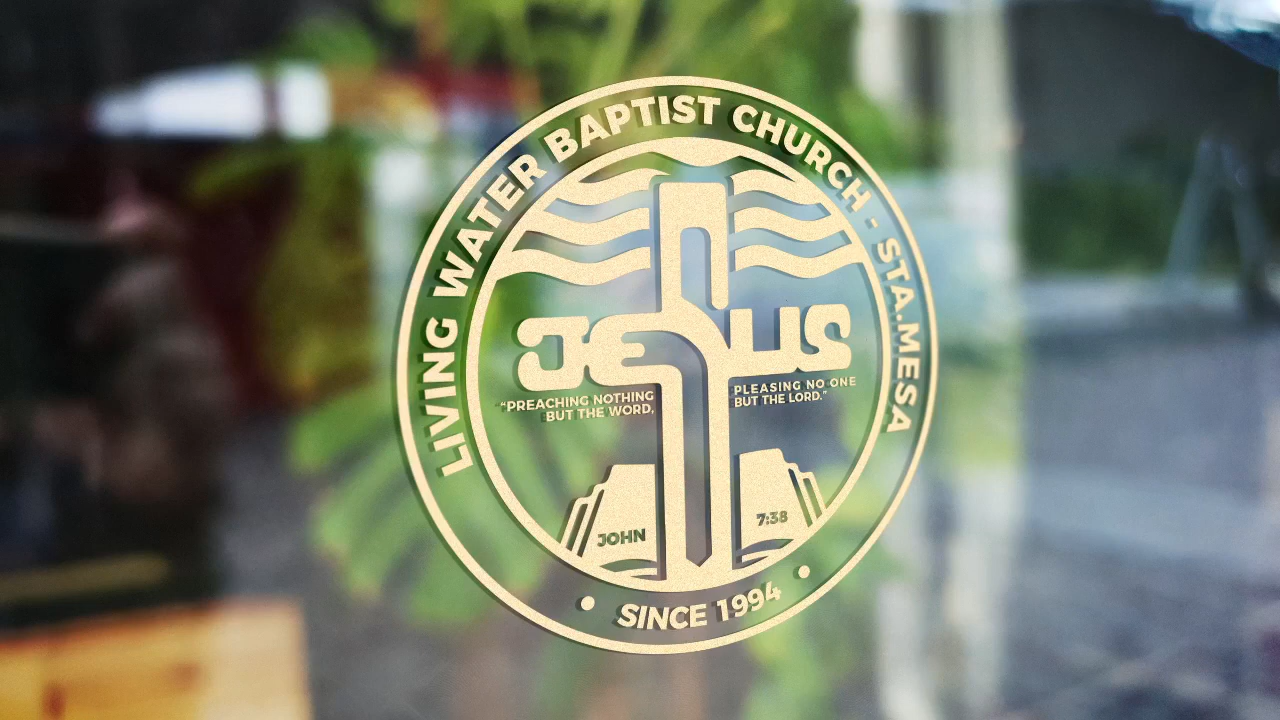 LIVING WATER BAPTIST CHURCH - STA.MESA
JESUS
"PREACHING NOTHING
BUT THE WORD,
PLEASING NO ONE
BUT THE LORD."
JOHN
7:38
SINCE 1994